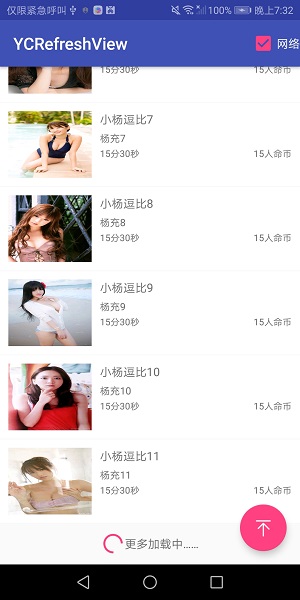 仅限紧急呼叫
100% 晚上7:32
YCRefreshView
网络
15分30秒
15人命币
小杨逗比7
杨充7
15分30秒
15人命币
小杨逗比8
杨充8
15分30秒
15人命币
小杨逗比9
杨充9
15分30秒
15人命币
小杨逗比10
杨充10
15分30秒
15人命币
小杨逗比11
杨充11
15分30秒
15人命币
更多加载中......